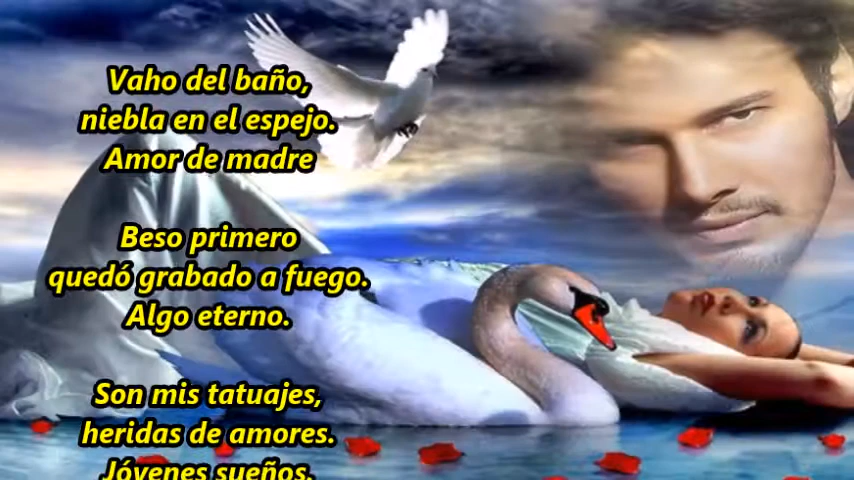 Vaho del baño,
niebla en el espejo.
Amor de madre
Beso primero
quedó grabado a fuego.
Algo eterno.
Son mis tatuajes,
heridas de amores.
Jóvenes sueños.